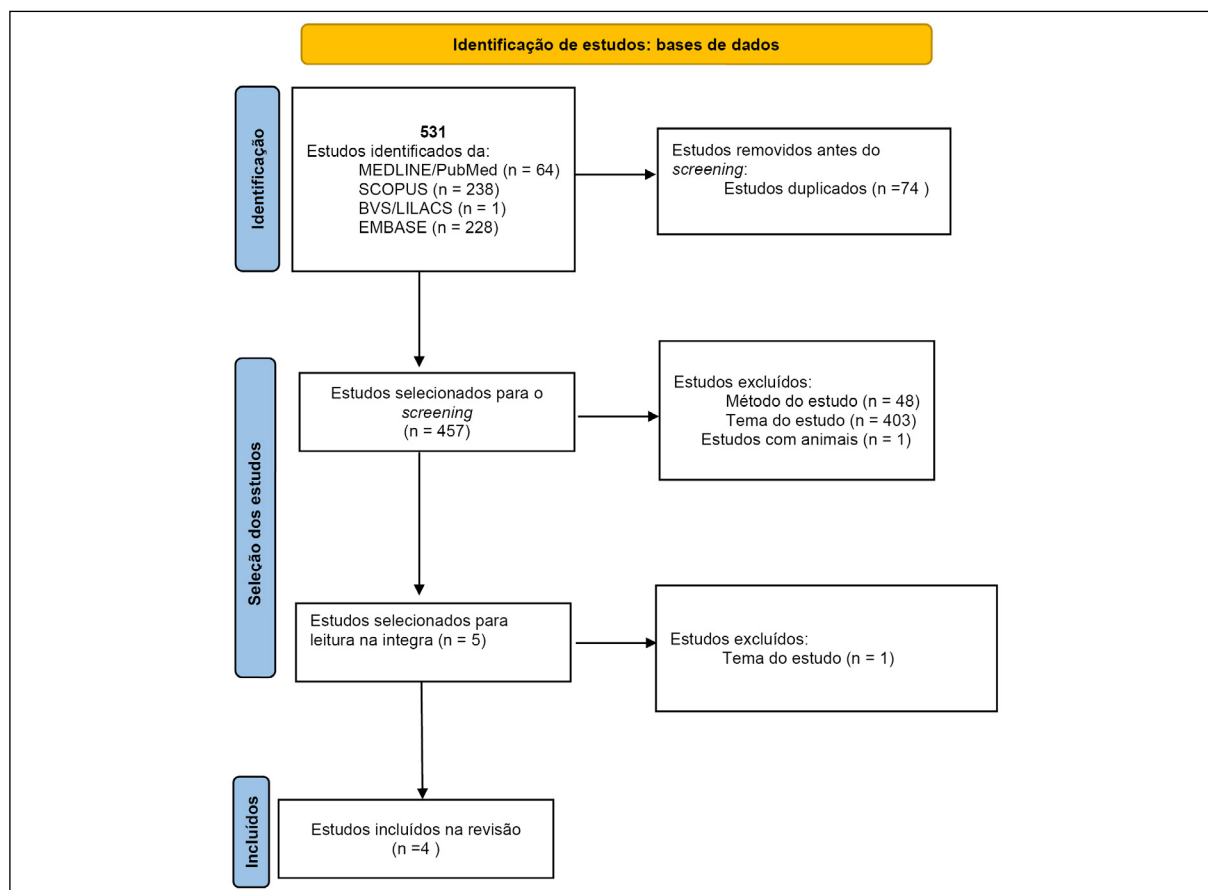 Identificação de estudos: bases de dados
Identificação
531
Estudos identificados da:
MEDLINE/PubMed (n = 64)
SCOPUS (n = 238)
BVS/LILACS (n = 1)
EMBASE (n = 228)
Estudos removidos antes do
screening:
Estudos duplicados (n =74 )
Seleção dos estudos
Estudos selecionados para o
screening
(n = 457)
Estudos excluídos:
Método do estudo (n = 48)
Tema do estudo (n = 403)
Estudos com animais (n = 1)
Estudos selecionados para
leitura na integra (n = 5)
Estudos excluídos:
Tema do estudo (n = 1)
Incluídos
Estudos incluídos na revisão
(n =4 )